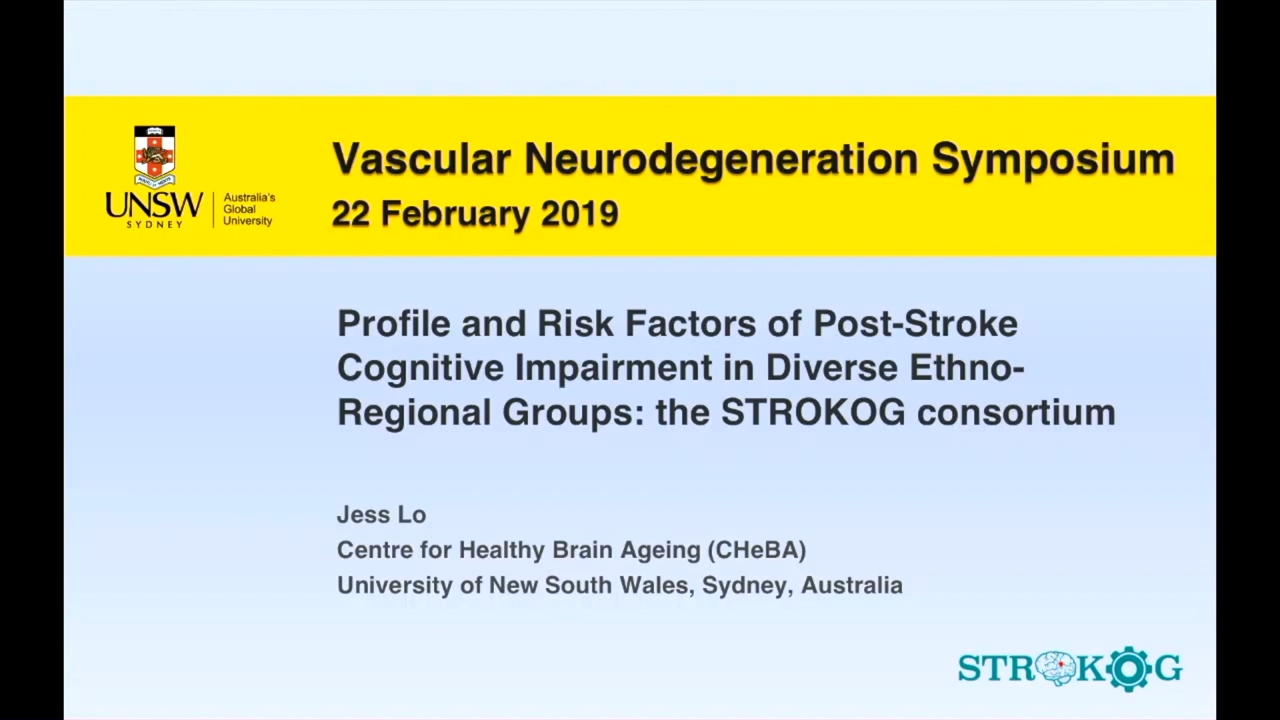 Vascular Neurodegeneration Symposium
22 February 2019
UNSW
SYDNEY
Australia's
Global
University
Profile and Risk Factors of Post-Stroke
Cognitive Impairment in Diverse Ethno-
Regional Groups: the STROKOG consortium
Jess Lo
Centre for Healthy Brain Ageing (CHeBA)
University of New South Wales, Sydney, Australia
STROKOG